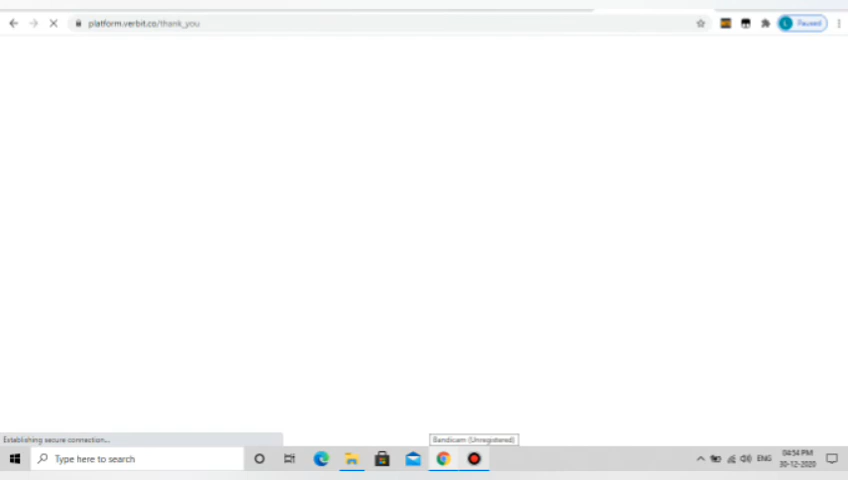 platform.verbit.co/thank_you
L Paused
Establishing secure connection...
Bandicam (Unregistered)
Type here to search
ENG
04:54 PM
30-12-2020